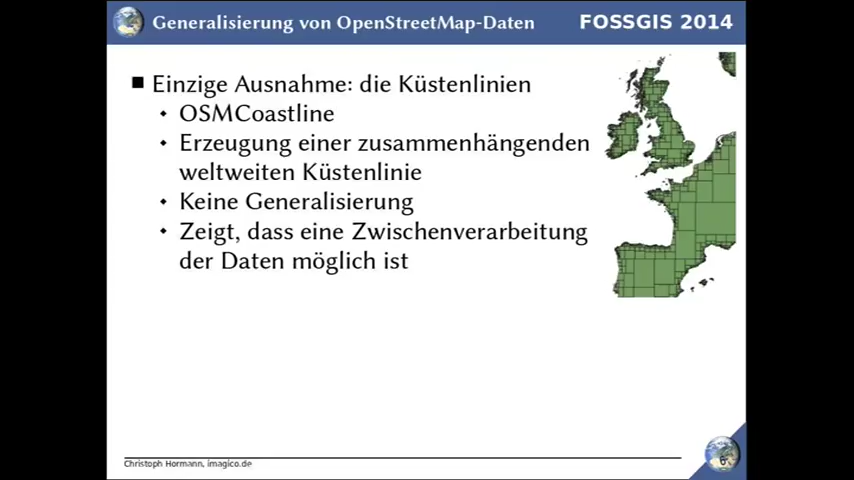 Generalisierung von OpenStreetMap-Daten
FOSSGIS 2014
Einzige Ausnahme: die Küstenlinien
OSMCoastline
Erzeugung einer zusammenhängenden
weltweiten Küstenlinie
Keine Generalisierung
Zeigt, dass eine Zwischenverarbeitung
der Daten möglich ist
Christoph Hormann, imagico.de
6